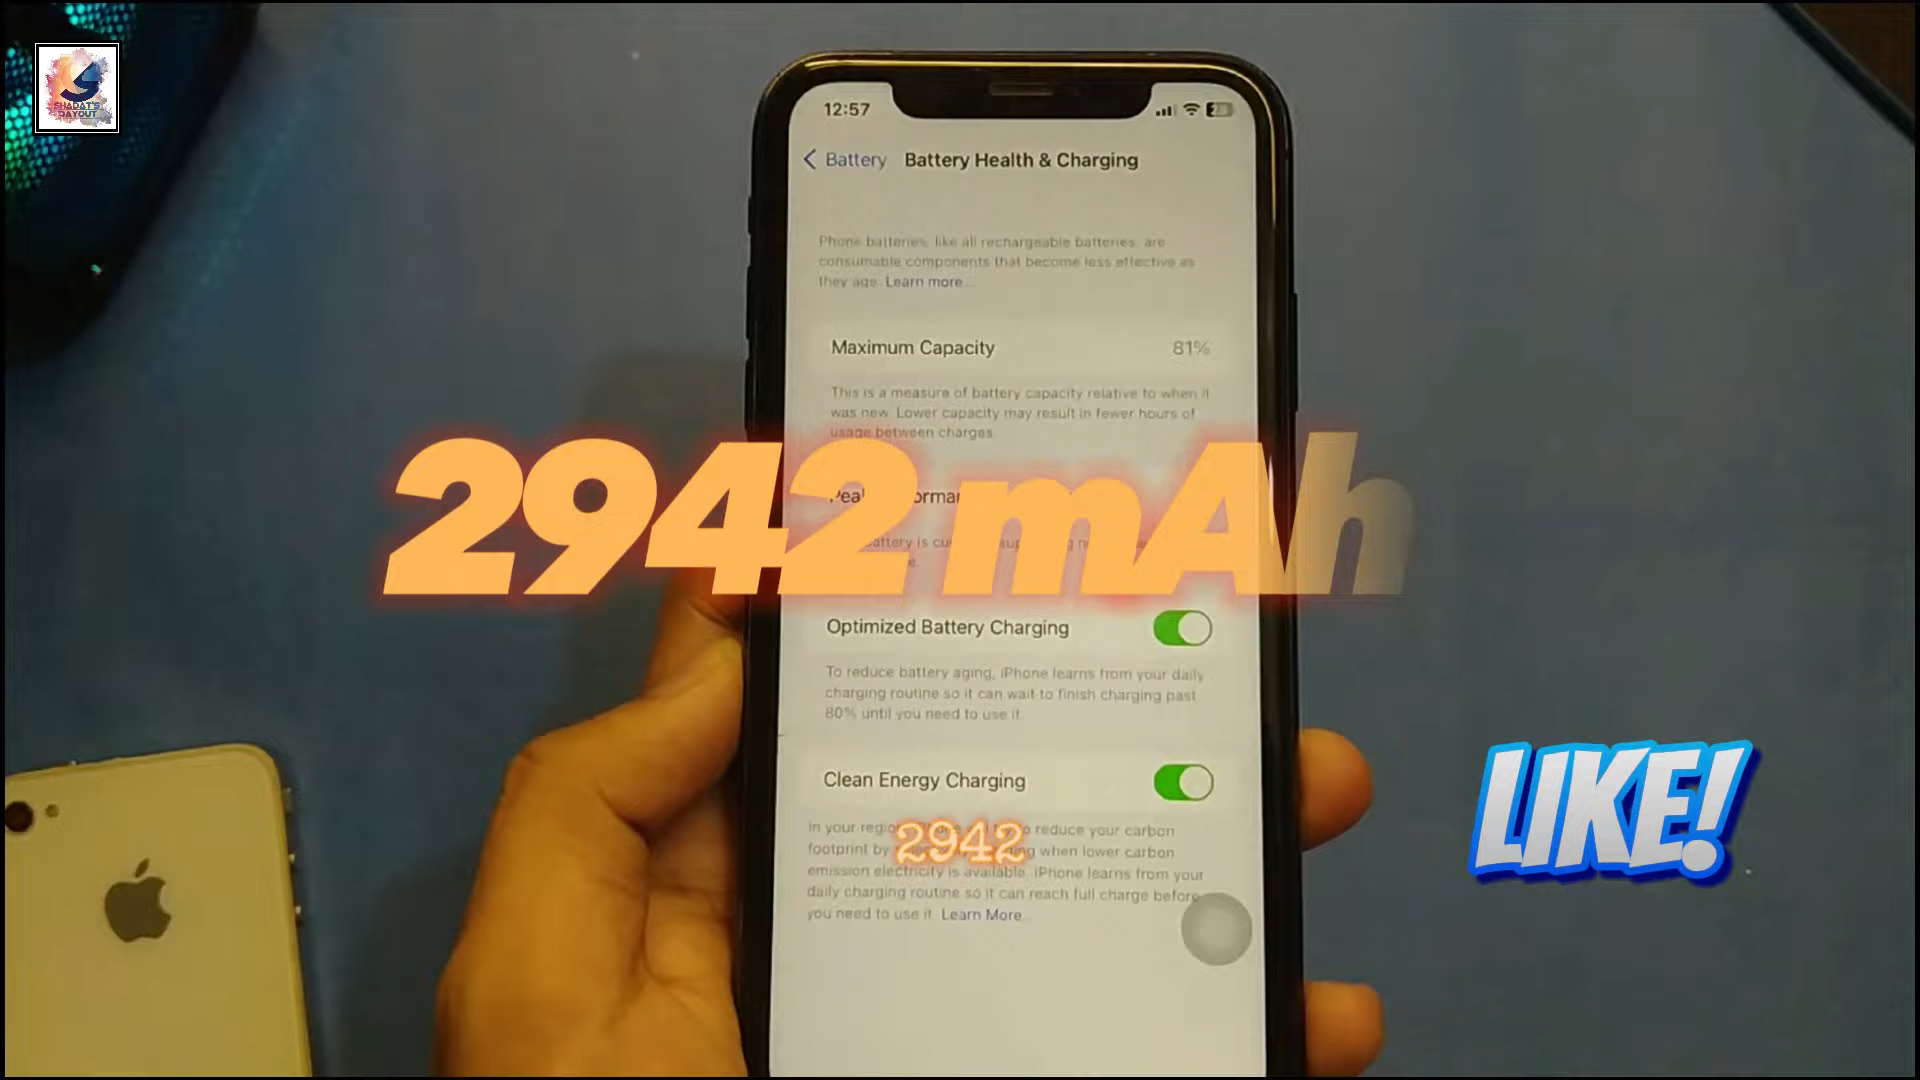 SHADAT'S
DAYOUT
12:57
Battery Battery Health & Charging
Phone batteries, like all rechargeable batteries, are
consumable components that become less effective as
they age. Learn more...
Maximum Capacity 81%
This is a measure of battery capacity relative to when it
was new. Lower capacity may result in fewer hours of
usage between charges.
2942 mAh
Optimized Battery Charging
To reduce battery aging, iPhone learns from your daily
charging routine so it can wait to finish charging past
80% until you need to use it.
LIKE!
Clean Energy Charging
2942
In your reduce your carbon
footprint by when lower carbon
emission electricity is available. iPhone learns from your
daily charging routine so it can reach full charge before
you need to use it. Learn More...